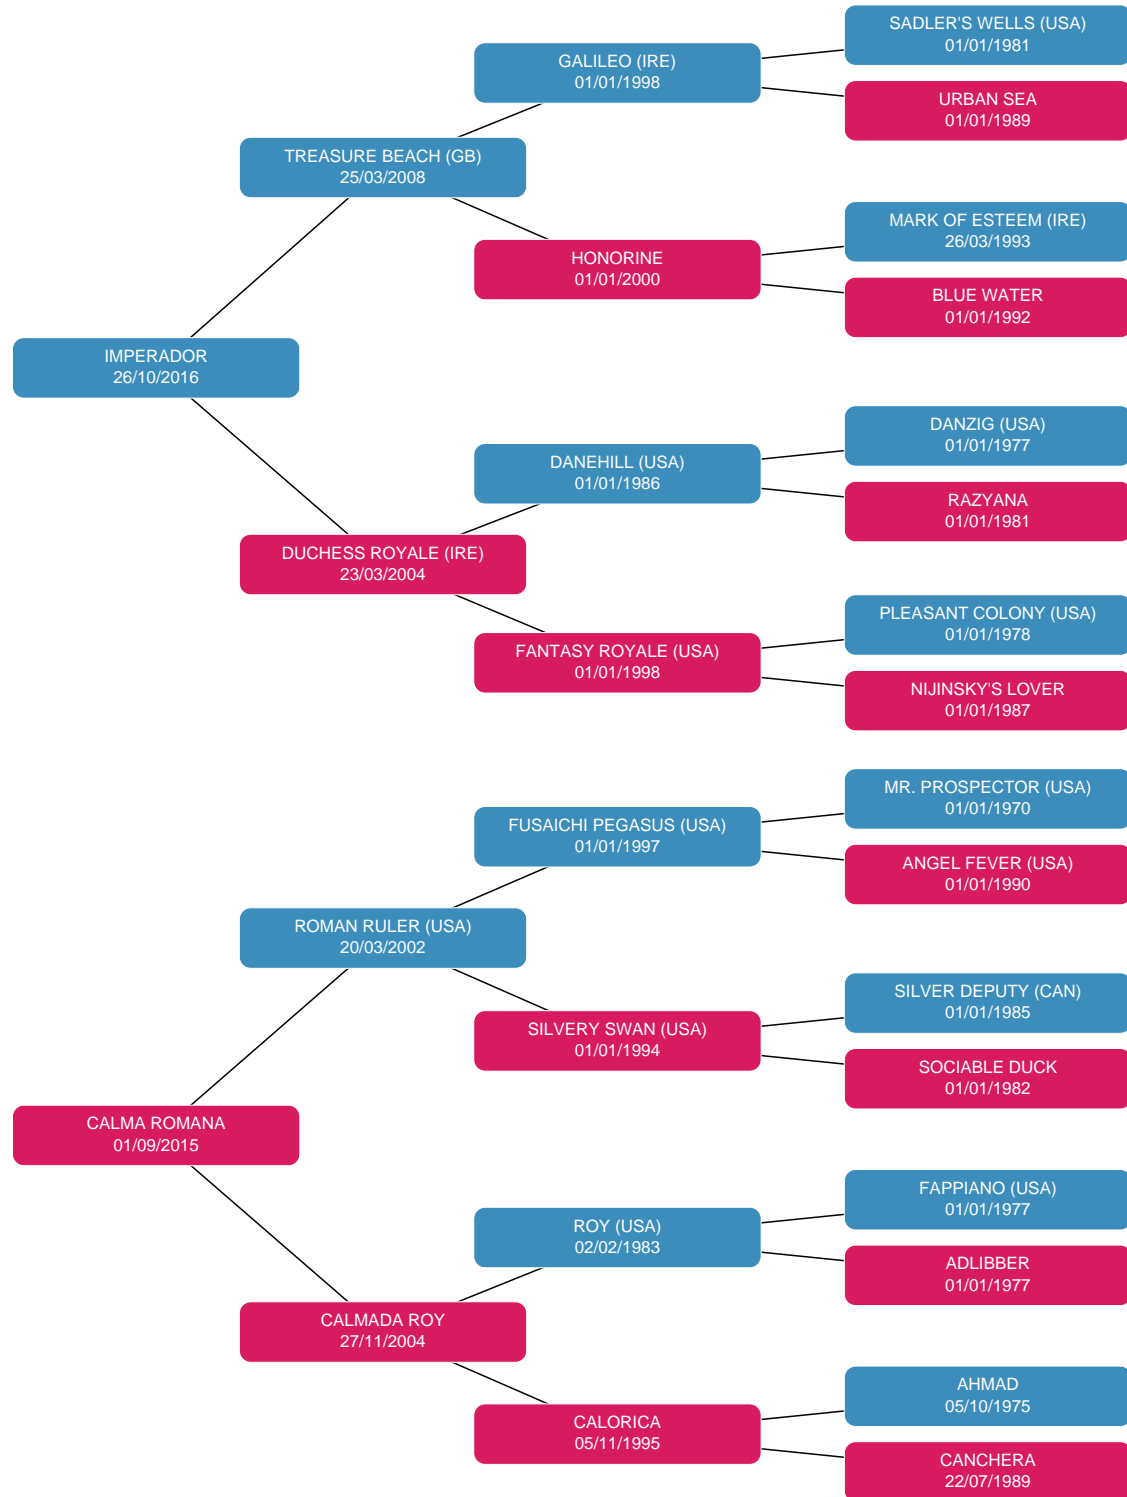 SADLER'S WELLS (USA)
01/01/1981
GALILEO (IRE)
01/01/1998
URBAN SEA
01/01/1989
TREASURE BEACH (GB)
25/03/2008
MARK OF ESTEEM (IRE)
26/03/1993
HONORINE
01/01/2000
BLUE WATER
01/01/1992
IMPERADOR
26/10/2016
DANZIG (USA)
01/01/1977
DANEHILL (USA)
01/01/1986
RAZYANA
01/01/1981
DUCHESS ROYALE (IRE)
23/03/2004
PLEASANT COLONY (USA)
01/01/1978
FANTASY ROYALE (USA)
01/01/1998
NIJINSKY'S LOVER
01/01/1987
MR. PROSPECTOR (USA)
01/01/1970
FUSAICHI PEGASUS (USA)
01/01/1997
ANGEL FEVER (USA)
01/01/1990
ROMAN RULER (USA)
20/03/2002
SILVER DEPUTY (CAN)
01/01/1985
SILVERY SWAN (USA)
01/01/1994
SOCIABLE DUCK
01/01/1982
CALMA ROMANA
01/09/2015
FAPPIANO (USA)
01/01/1977
ROY (USA)
02/02/1983
ADLIBBER
01/01/1977
CALMADA ROY
27/11/2004
AHMAD
05/10/1975
CALORICA
05/11/1995
CANCHERA
22/07/1989